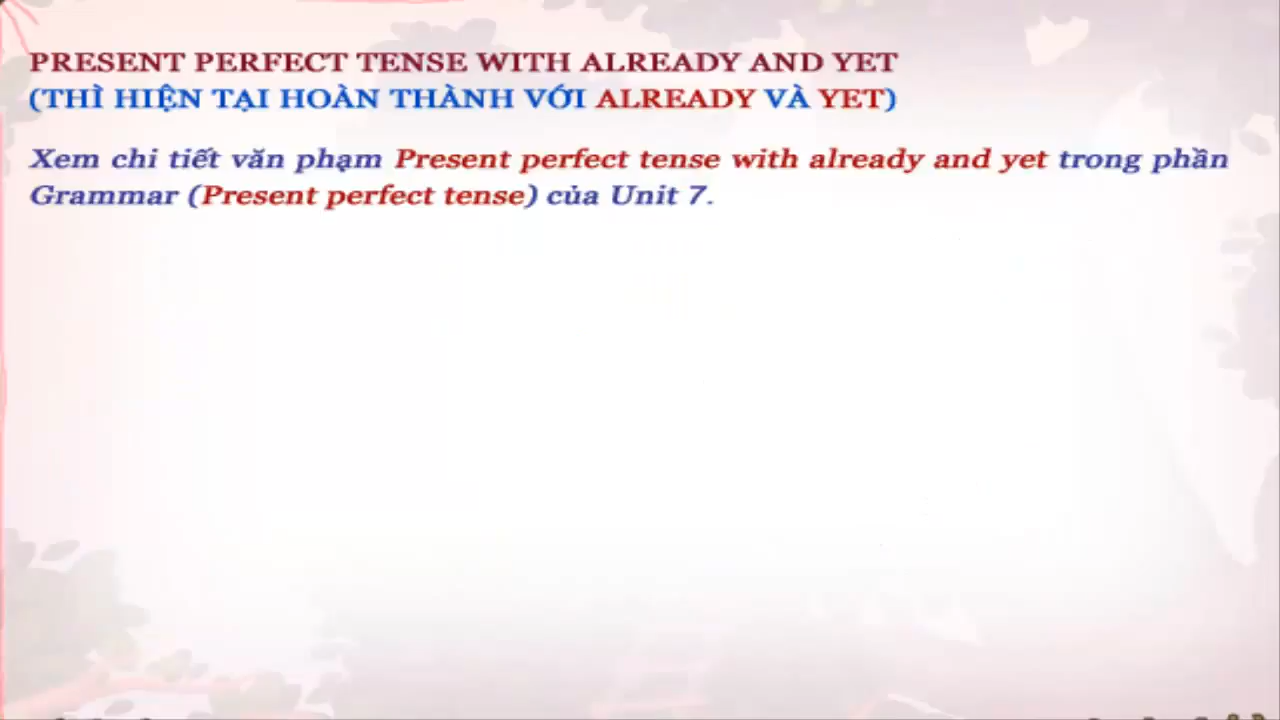 PRESENT PERFECT TENSE WITH ALREADY AND YET
(THÌ HIỆN TẠI HOÀN THÀNH VỚI ALREADY VÀ YET)
Xem chi tiết văn phạm Present perfect tense with already and yet trong phần
Grammar (Present perfect tense) của Unit 7.